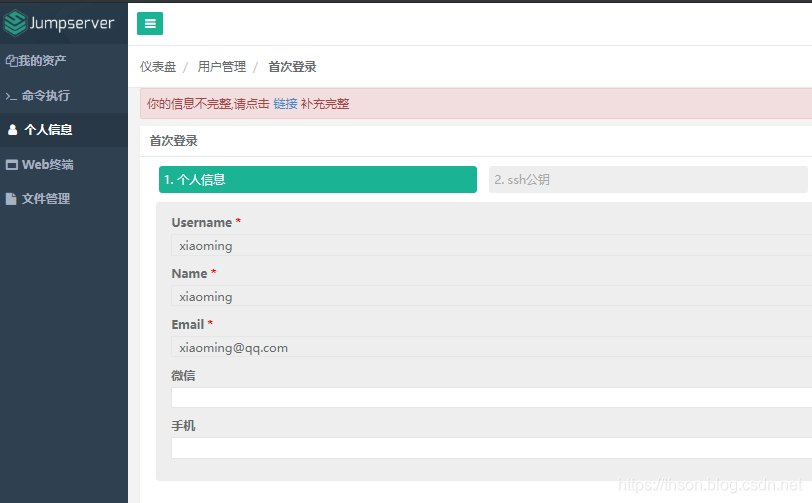 Jumpserver
我的资产
命令执行
个人信息
Web终端
文件管理
仪表盘 / 用户管理 / 首次登录
你的信息不完整,请点击 链接 补充完整
首次登录
1. 个人信息
2. ssh公钥
Username *
xiaoming
Name *
xiaoming
Email *
xiaoming@qq.com
微信
手机
https://thson.blog.csdn.net